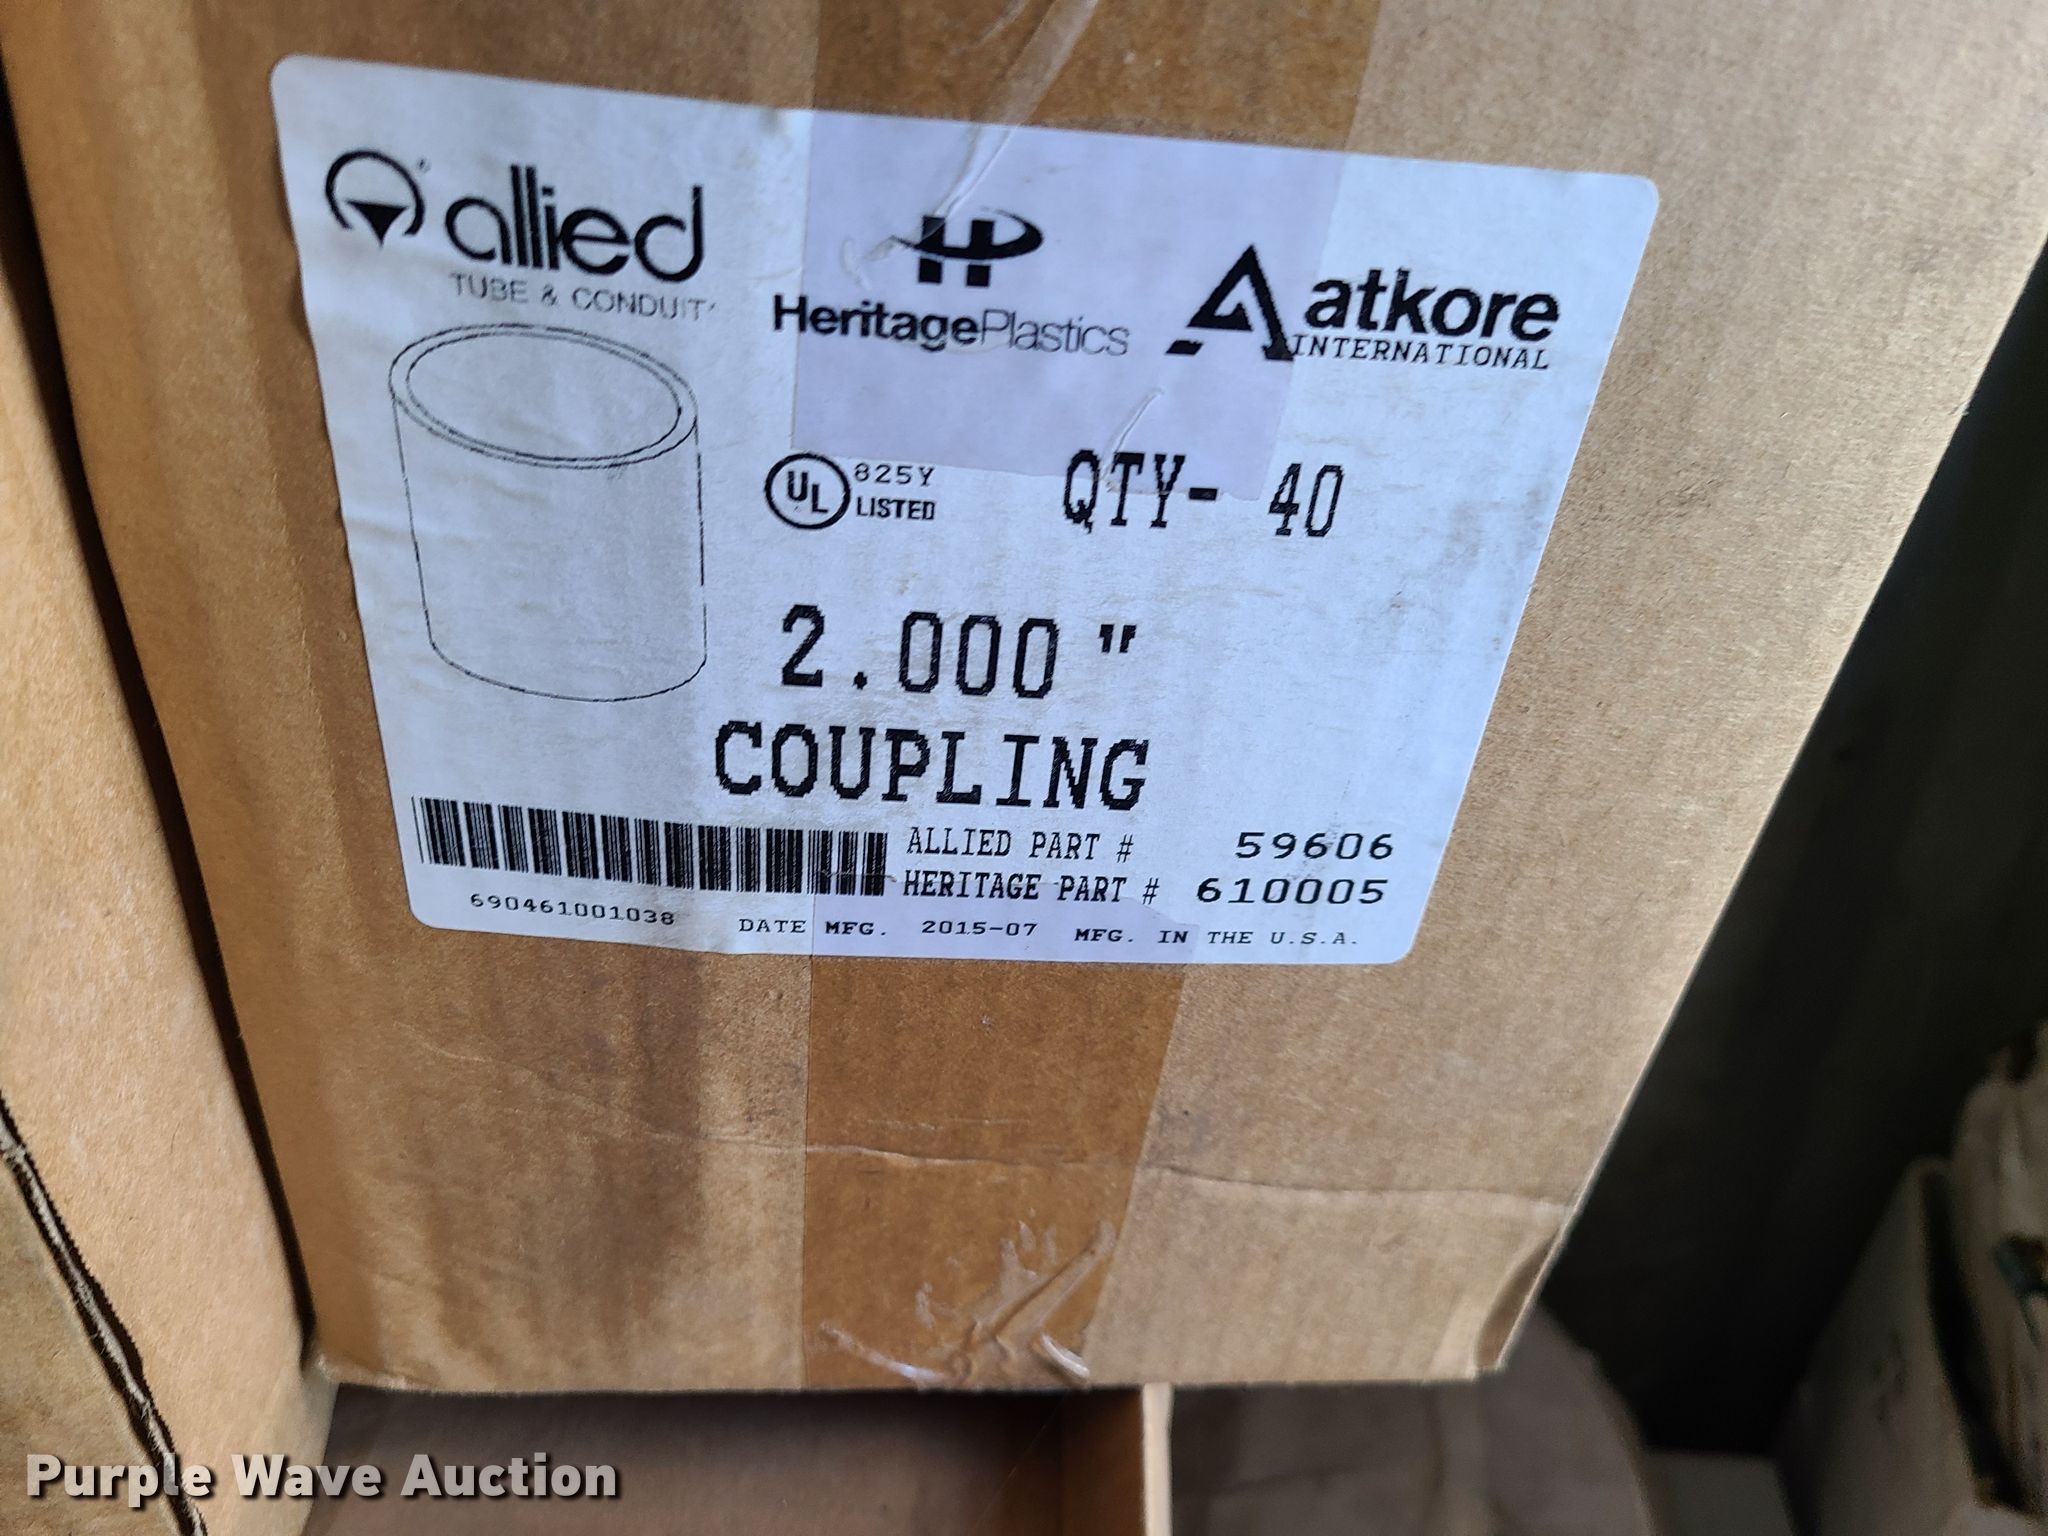 allied
TUBE & CONDUIT
H
HeritagePlastics
atkore
INTERNATIONAL
UL 825Y
LISTED
QTY- 40
2.000"
COUPLING
ALLIED PART # 59606
HERITAGE PART # 610005
690461001038
DATE MFG. 2015-07 MFG. IN THE U.S.A.
Purple Wave Auction